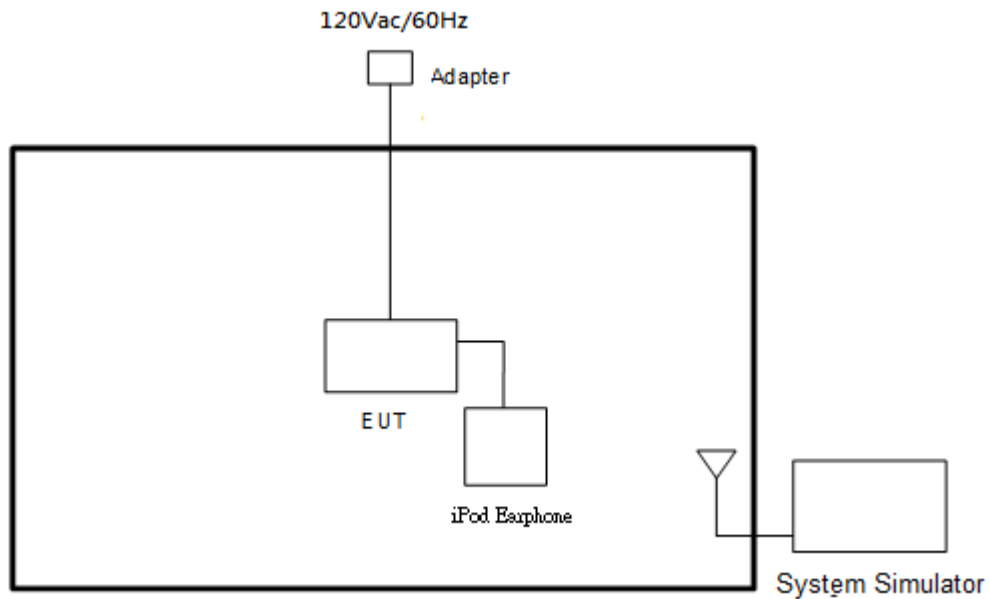 120Vac/60Hz
Adapter
EUT
iPod Earphone
System Simulator